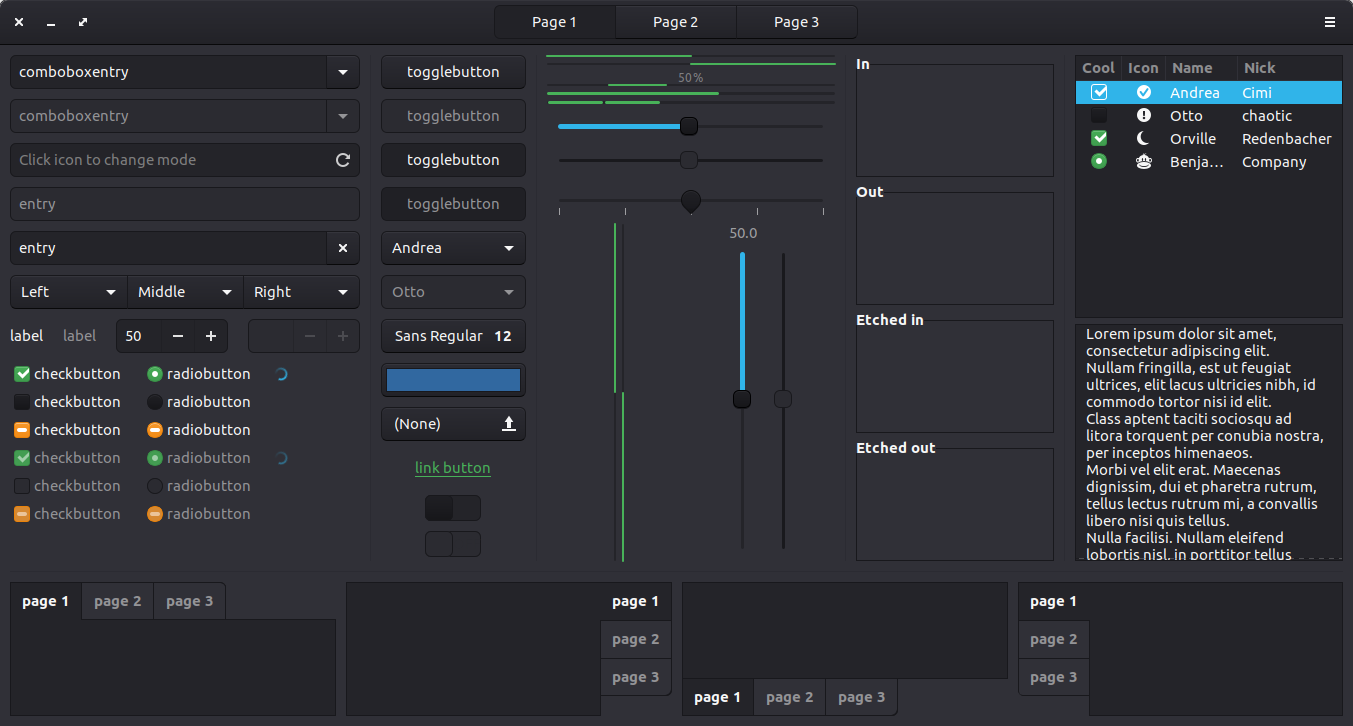 Page 1
Page 2
Page 3
comboboxentry
comboboxentry
Click icon to change mode
entry
entry
Left
Middle
Right
label
label
50
checkbutton
radiobutton
checkbutton
radiobutton
checkbutton
radiobutton
checkbutton
radiobutton
checkbutton
radiobutton
checkbutton
radiobutton
togglebutton
togglebutton
togglebutton
togglebutton
Andrea
Otto
Sans Regular 12
(None)
link button
50%
50.0
In
Out
Etched in
Etched out
Cool Icon Name Nick
Andrea Cimi
Otto chaotic
Orville Redenbacher
Benja... Company
Lorem ipsum dolor sit amet,
consectetur adipiscing elit.
Nullam fringilla, est ut feugiat
ultrices, elit lacus ultricies nibh, id
commodo tortor nisi id elit.
Class aptent taciti sociosqu ad
litora torquent per conubia nostra,
per inceptos himenaeos.
Morbi vel elit erat. Maecenas
dignissim, dui et pharetra rutrum,
tellus lectus rutrum mi, a convallis
libero nisi quis tellus.
Nulla facilisi. Nullam eleifend
lobortis nisl, in porttitor tellus
page 1
page 2
page 3
page 1
page 2
page 3
page 1
page 2
page 3
page 1
page 2
page 3